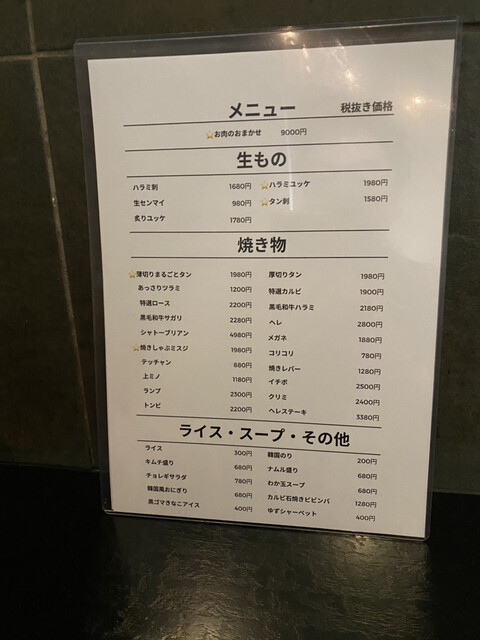 メニュー 税抜き価格
⭐お肉のおまかせ 9000円
生もの
ハラミ刺 1680円 ⭐ハラミユッケ 1980円
生センマイ 980円 ⭐タン刺 1580円
炙りユッケ 1780円
焼き物
⭐薄切りまるごとタン 1980円 厚切りタン 1980円
あっさりツラミ 1200円 特選カルビ 1900円
特選ロース 2200円 黒毛和牛ハラミ 2180円
黒毛和牛サガリ 2280円 ヘレ 2800円
シャトーブリアン 4980円 メガネ 1880円
⭐焼きしゃぶミスジ 1980円 コリコリ 780円
テッチャン 880円 焼きレバー 1280円
上ミノ 1180円 イチボ 2500円
ランプ 2300円 クリミ 2400円
トンビ 2200円 ヘレステーキ 3380円
ライス・スープ・その他
ライス 300円 韓国のり 200円
キムチ盛り 680円 ナムル盛り 680円
チョレギサラダ 780円 わか玉スープ 680円
韓国風おにぎり 680円 カルビ石焼きビビンバ 1280円
黒ゴマきなこアイス 400円 ゆずシャーベット 400円